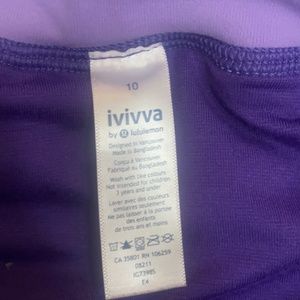 10
ivivva
by lululemon
Designed in Vancouver
made in Bangladesh
Conçu à Vancouver
Fabriqué au Bangladesh
Wash with like colours
Not intended for children
3 years and under
Laver avec des couleurs
similaires seulement
Ne pas laisser à la portée
des enfants
de trois ans et moins
CA 35801 RN 106259
08211
E4